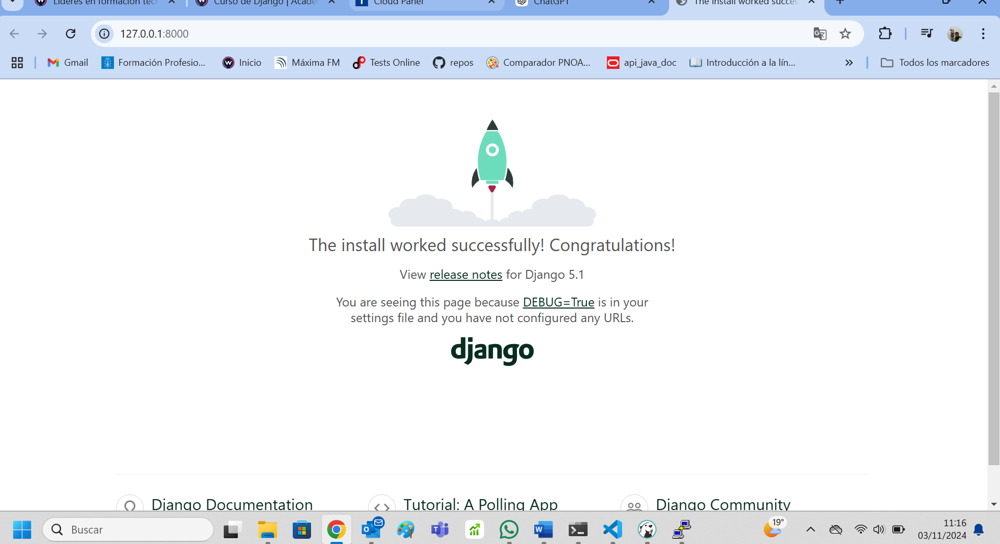 Líderes en formación tecn
Curso de Django | Acade
Cloud Panel
ChatGPT
The install worked succes
127.0.0.1:8000
Gmail
Formación Profesio...
Inicio
Máxima FM
Tests Online
repos
Comparador PNOA...
api_java_doc
Introducción a la lín...
»
Todos los marcadores
The install worked successfully! Congratulations!
View release notes for Django 5.1
You are seeing this page because DEBUG=True is in your
settings file and you have not configured any URLs.
django
Django Documentation
Tutorial: A Polling App
Django Community
Buscar
19°
11:16
03/11/2024